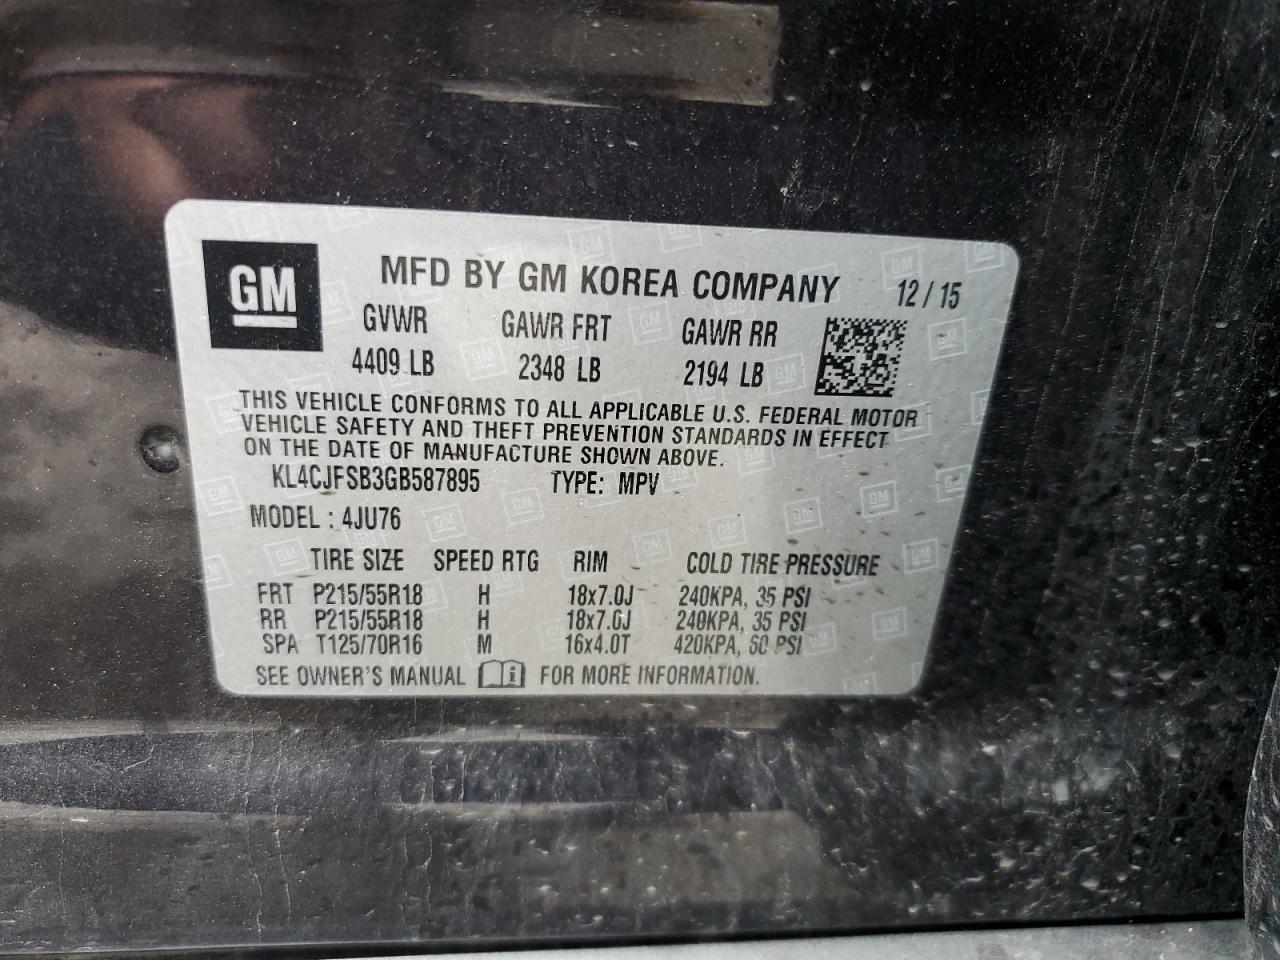 GM
MFD BY GM KOREA COMPANY 12/15
GVWR GAWR FRT GAWR RR
4409 LB 2348 LB 2194 LB
THIS VEHICLE CONFORMS TO ALL APPLICABLE U.S. FEDERAL MOTOR
VEHICLE SAFETY AND THEFT PREVENTION STANDARDS IN EFFECT
ON THE DATE OF MANUFACTURE SHOWN ABOVE.
KL4CJFSB3GB587895 TYPE: MPV
MODEL : 4JU76
TIRE SIZE SPEED RTG RIM COLD TIRE PRESSURE
FRT P215/55R18 H 18x7.0J 240KPA, 35 PSI
RR P215/55R18 H 18x7.0J 240KPA, 35 PSI
SPA T125/70R16 M 16x4.0T 420KPA, 60 PSI
SEE OWNER'S MANUAL FOR MORE INFORMATION.